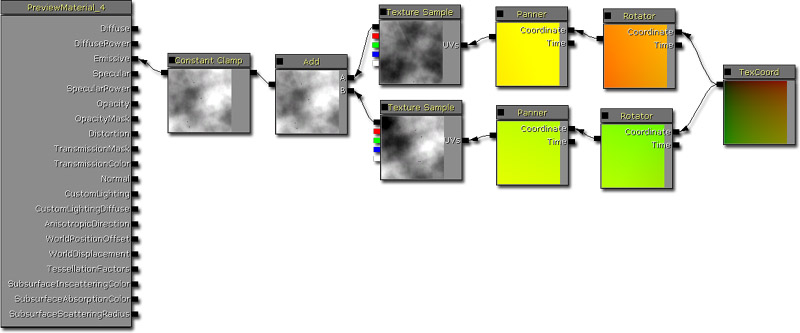 PreviewMaterial_4
Diffuse
DiffusePower
Emissive
Specular
SpecularPower
Opacity
OpacityMask
Distortion
TransmissionMask
TransmissionColor
Normal
CustomLighting
CustomLightingDiffuse
AnisotropicDirection
WorldPositionOffset
WorldDisplacement
TessellationFactors
SubsurfaceInscatteringColor
SubsurfaceAbsorptionColor
SubsurfaceScatteringRadius
Constant Clamp
Add
A
B
Texture Sample
UVs
Panner
Coordinate
Time
Rotator
Coordinate
Time
Texture Sample
UVs
Panner
Coordinate
Time
Rotator
Coordinate
Time
TexCoord